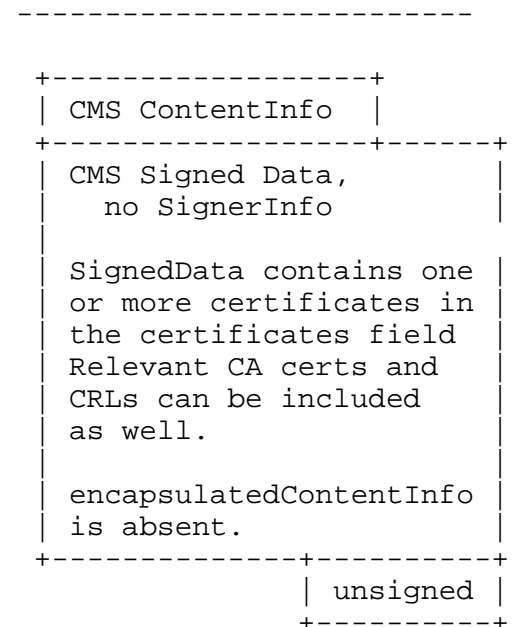 ---------------------------
+------------------+
| CMS ContentInfo  |
+------------------+------+
| CMS Signed Data,        |
|   no SignerInfo         |
|
| SignedData contains one |
| or more certificates in |
| the certificates field  |
| Relevant CA certs and   |
| CRLs can be included    |
| as well.                |
|                         |
| encapsulatedContentInfo |
| is absent.              |
+--------------+----------+
               | unsigned |
               +----------+